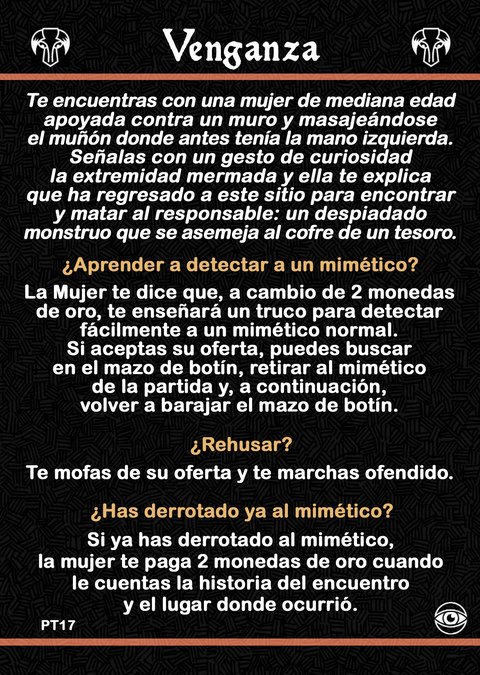 Venganza
Te encuentras con una mujer de mediana edad
apoyada contra un muro y masajeándose
el muñón donde antes tenía la mano izquierda.
Señalas con un gesto de curiosidad
la extremidad mermada y ella te explica
que ha regresado a este sitio para encontrar
y matar al responsable: un despiadado
monstruo que se asemeja al cofre de un tesoro.
¿Aprender a detectar a un mimético?
La Mujer te dice que, a cambio de 2 monedas
de oro, te enseñará un truco para detectar
fácilmente a un mimético normal.
Si aceptas su oferta, puedes buscar
en el mazo de botín, retirar al mimético
de la partida y, a continuación,
volver a barajar el mazo de botín.
¿Rehusar?
Te mofas de su oferta y te marchas ofendido.
¿Has derrotado ya al mimético?
Si ya has derrotado al mimético,
la mujer te paga 2 monedas de oro cuando
le cuentas la historia del encuentro
y el lugar donde ocurrió.
PT17